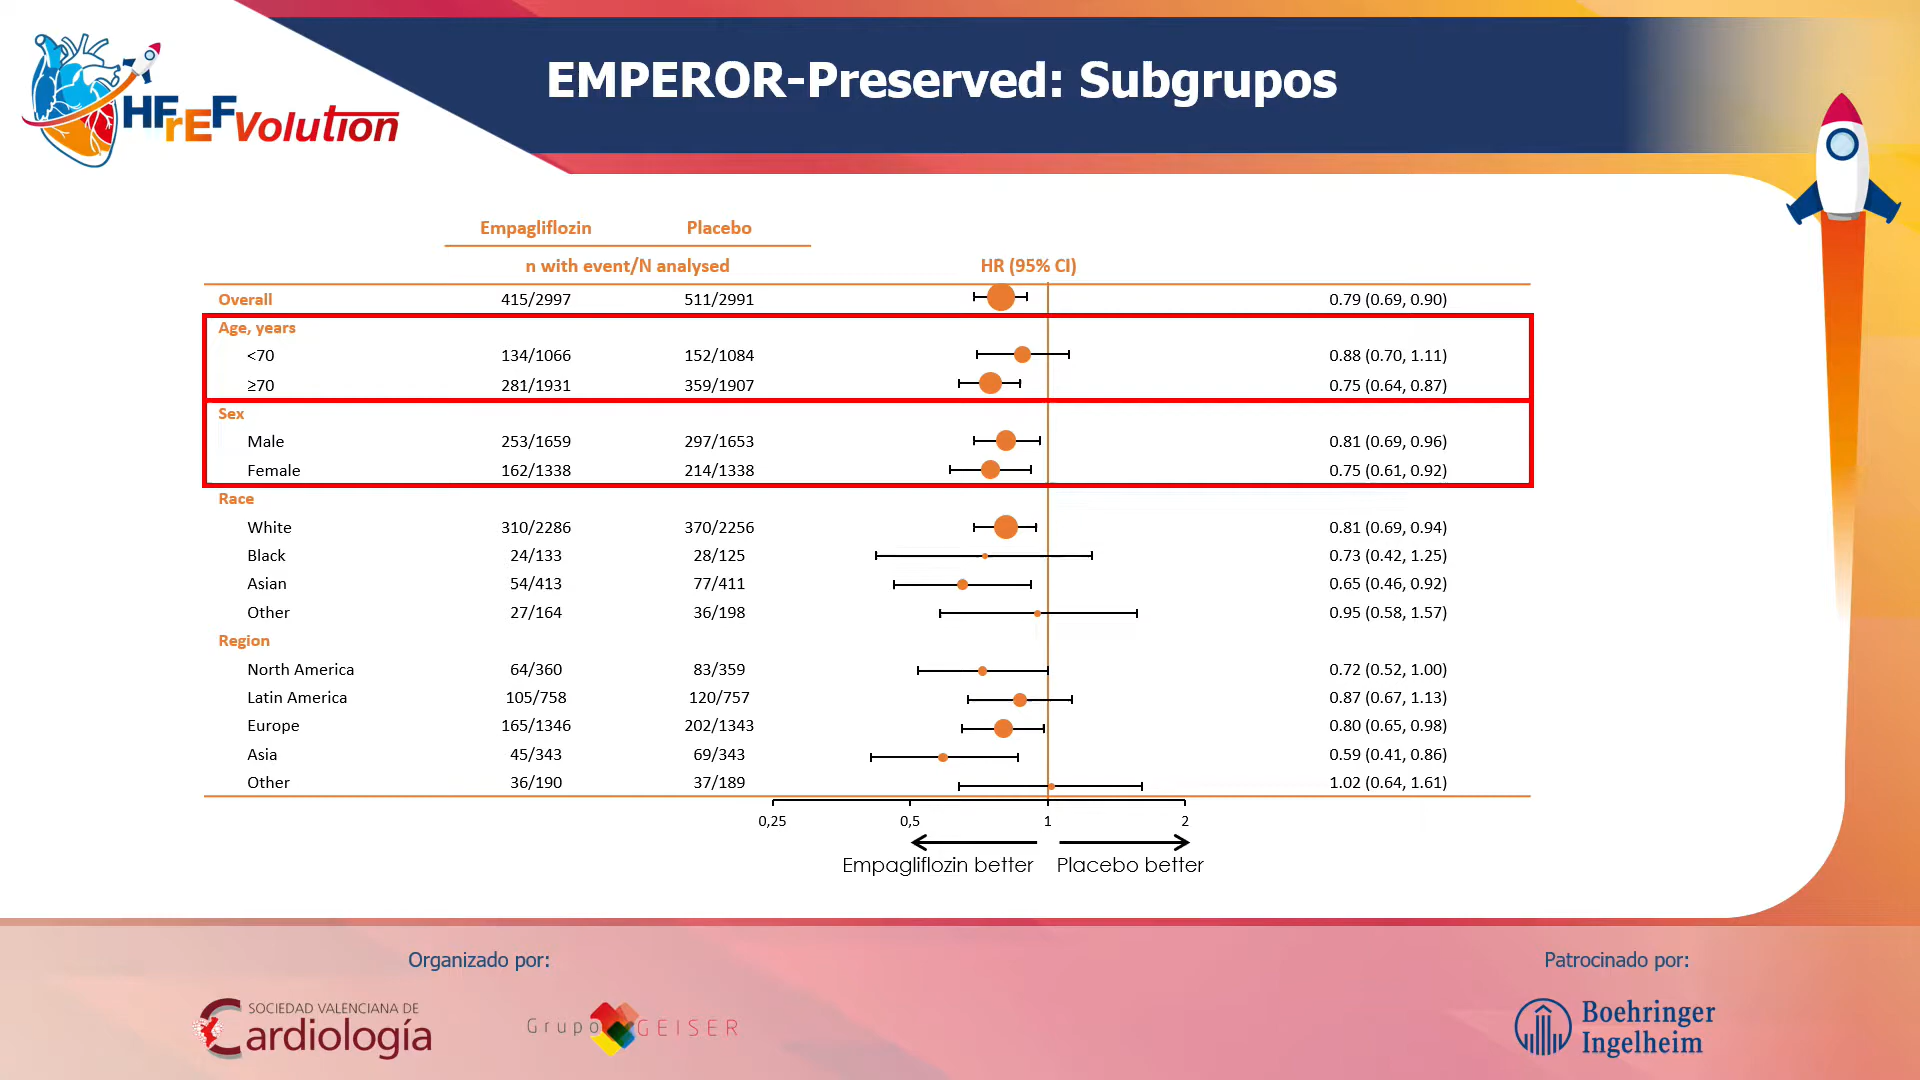 EMPEROR-Preserved: Subgrupos
HFrEFVolution
Empagliflozin Placebo
n with event/N analysed HR (95% CI)
Overall 415/2997 511/2991 0.79 (0.69, 0.90)
Age, years
<70 134/1066 152/1084 0.88 (0.70, 1.11)
≥70 281/1931 359/1907 0.75 (0.64, 0.87)
Sex
Male 253/1659 297/1653 0.81 (0.69, 0.96)
Female 162/1338 214/1338 0.75 (0.61, 0.92)
Race
White 310/2286 370/2256 0.81 (0.69, 0.94)
Black 24/133 28/125 0.73 (0.42, 1.25)
Asian 54/413 77/411 0.65 (0.46, 0.92)
Other 27/164 36/198 0.95 (0.58, 1.57)
Region
North America 64/360 83/359 0.72 (0.52, 1.00)
Latin America 105/758 120/757 0.87 (0.67, 1.13)
Europe 165/1346 202/1343 0.80 (0.65, 0.98)
Asia 45/343 69/343 0.59 (0.41, 0.86)
Other 36/190 37/189 1.02 (0.64, 1.61)
0,25 0,5 1 2
Empagliflozin better Placebo better
Organizado por: Patrocinado por:
SOCIEDAD VALENCIANA DE
Cardiología
Grupo GEISER
Boehringer
Ingelheim